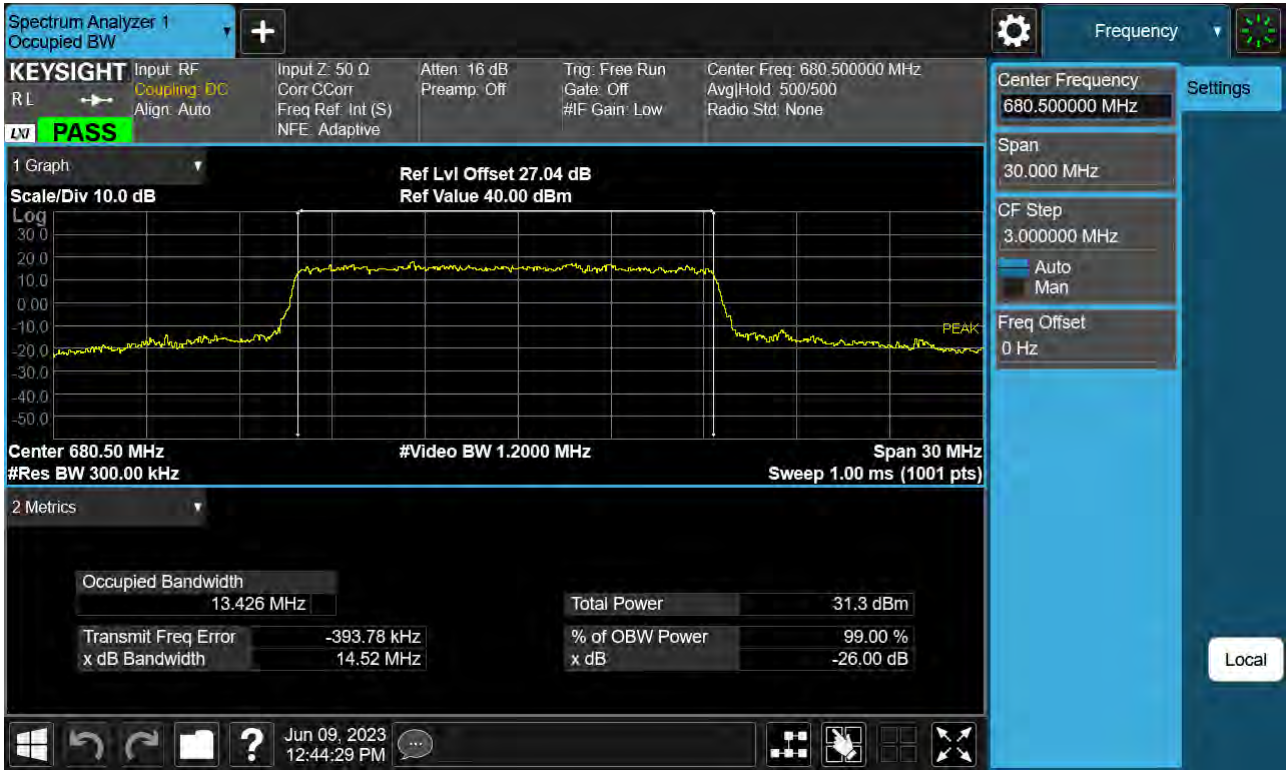 Spectrum Analyzer 1
Occupied BW
Frequency
KEYSIGHT
RL
LXI
PASS
Input: RF
Coupling: DC
Align: Auto
Input Z: 50 Ω
Corr CCorr
Freq Ref: Int (S)
NFE: Adaptive
Atten: 16 dB
Preamp: Off
Trig: Free Run
Gate: Off
#IF Gain: Low
Center Freq: 680.500000 MHz
Avg|Hold: 500/500
Radio Std: None
1 Graph
Scale/Div 10.0 dB
Ref Lvl Offset 27.04 dB
Ref Value 40.00 dBm
Log
30.0
20.0
10.0
0.00
-10.0
-20.0
-30.0
-40.0
-50.0
PEAK
Center 680.50 MHz
#Res BW 300.00 kHz
#Video BW 1.2000 MHz
Span 30 MHz
Sweep 1.00 ms (1001 pts)
2 Metrics
Occupied Bandwidth
13.426 MHz
Total Power 31.3 dBm
Transmit Freq Error -393.78 kHz
% of OBW Power 99.00 %
x dB Bandwidth 14.52 MHz
x dB -26.00 dB
Center Frequency
680.500000 MHz
Settings
Span
30.000 MHz
CF Step
3.000000 MHz
Auto
Man
Freq Offset
0 Hz
Local
?
Jun 09, 2023
12:44:29 PM